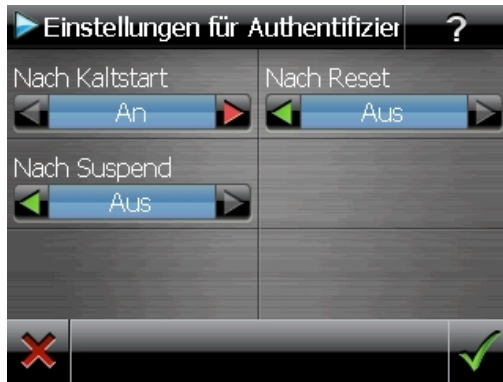 Einstellungen für Authentifizier
?
Nach Kaltstart
An
Nach Reset
Aus
Nach Suspend
Aus